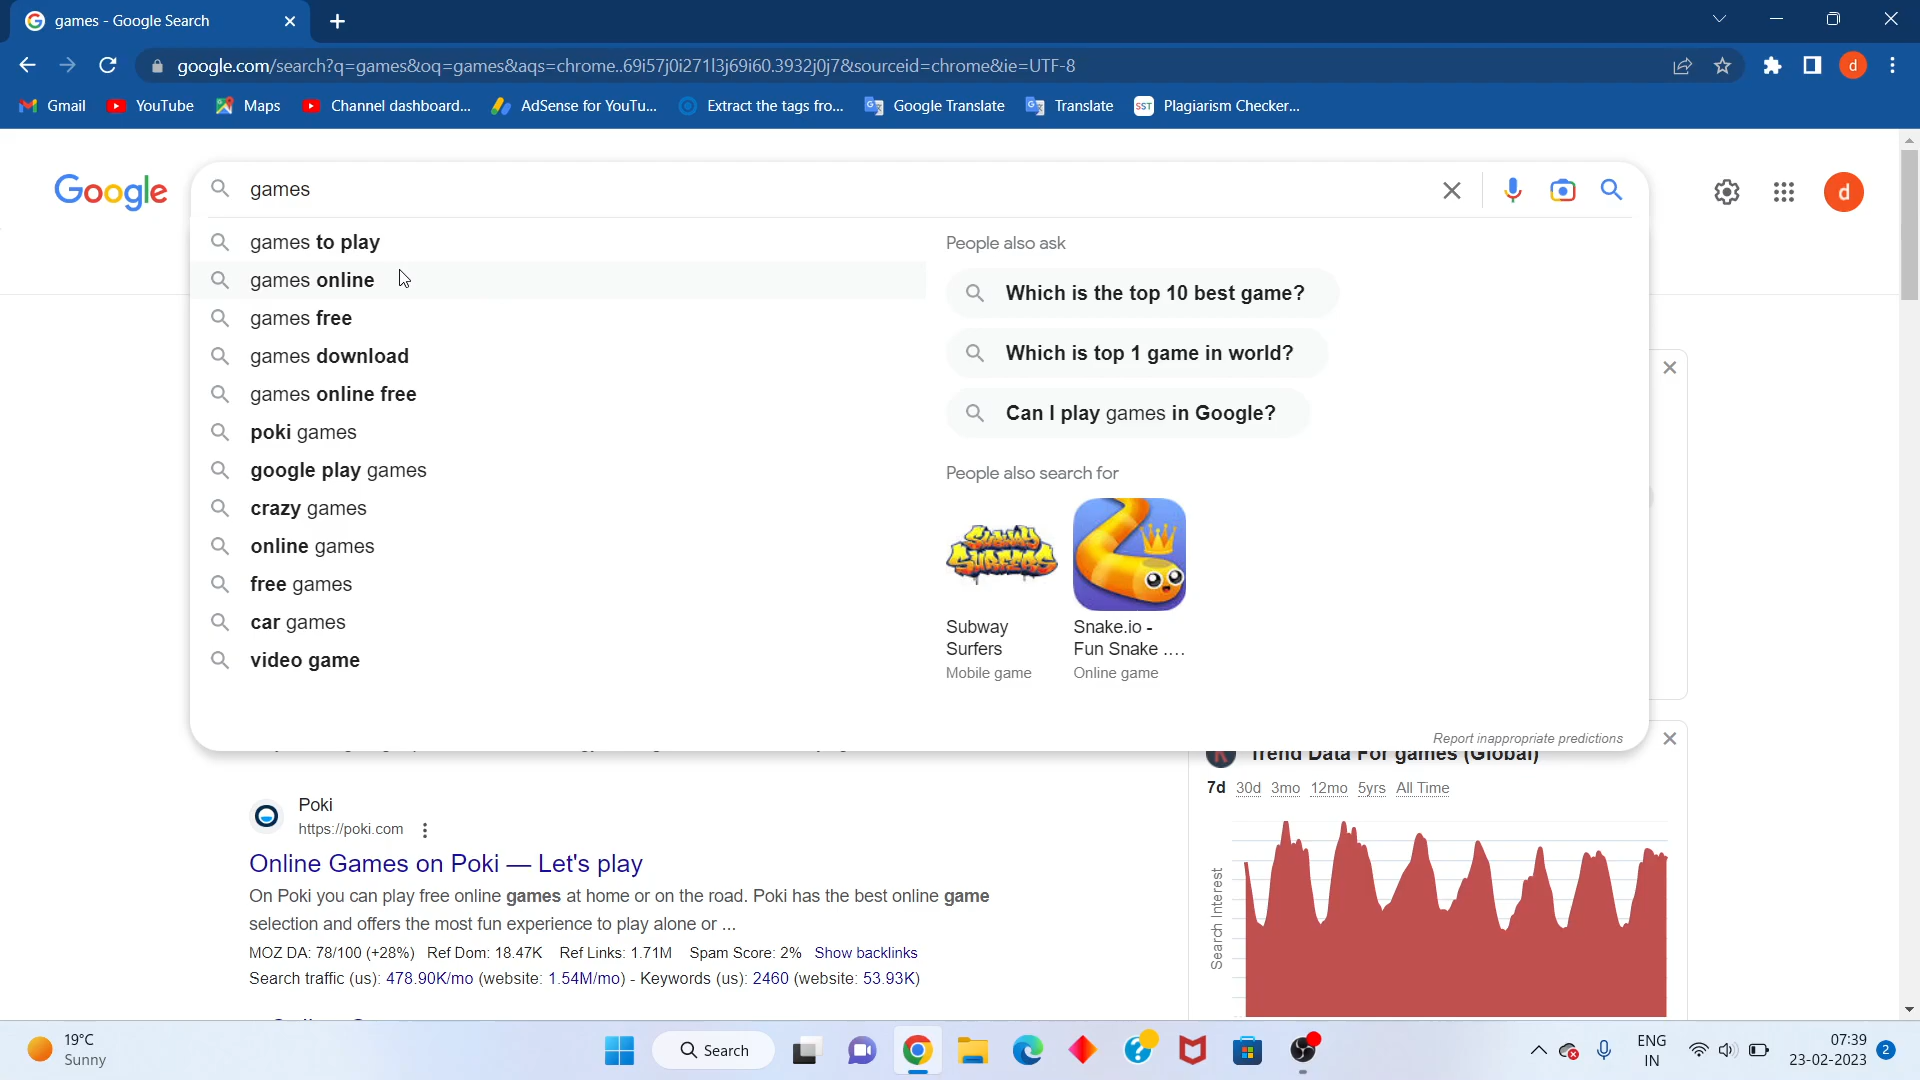 games - Google Search
google.com/search?q=games&oq=games&aqs=chrome..69i57j0i271l3j69i60.3932j0j7&sourceid=chrome&ie=UTF-8
d
Gmail
YouTube
Maps
Channel dashboard...
AdSense for YouTu...
Extract the tags fro...
Google Translate
Translate
SST
Plagiarism Checker...
Google
games
d
games to play
games online
games free
games download
games online free
poki games
google play games
crazy games
online games
free games
car games
video game
People also ask
Which is the top 10 best game?
Which is top 1 game in world?
Can I play games in Google?
People also search for
SUBWAY SURFERS
Subway Surfers
Mobile game
Snake.io -
Fun Snake ....
Online game
Report inappropriate predictions
Trend Data For games (Global)
7d 30d 3mo 12mo 5yrs All Time
Search Interest
Poki
https://poki.com
Online Games on Poki — Let's play
On Poki you can play free online games at home or on the road. Poki has the best online game
selection and offers the most fun experience to play alone or ...
MOZ DA: 78/100 (+28%) Ref Dom: 18.47K Ref Links: 1.71M Spam Score: 2% Show backlinks
Search traffic (us): 478.90K/mo (website: 1.54M/mo) - Keywords (us): 2460 (website: 53.93K)
19°C
Sunny
Search
ENG
IN
07:39
23-02-2023
2